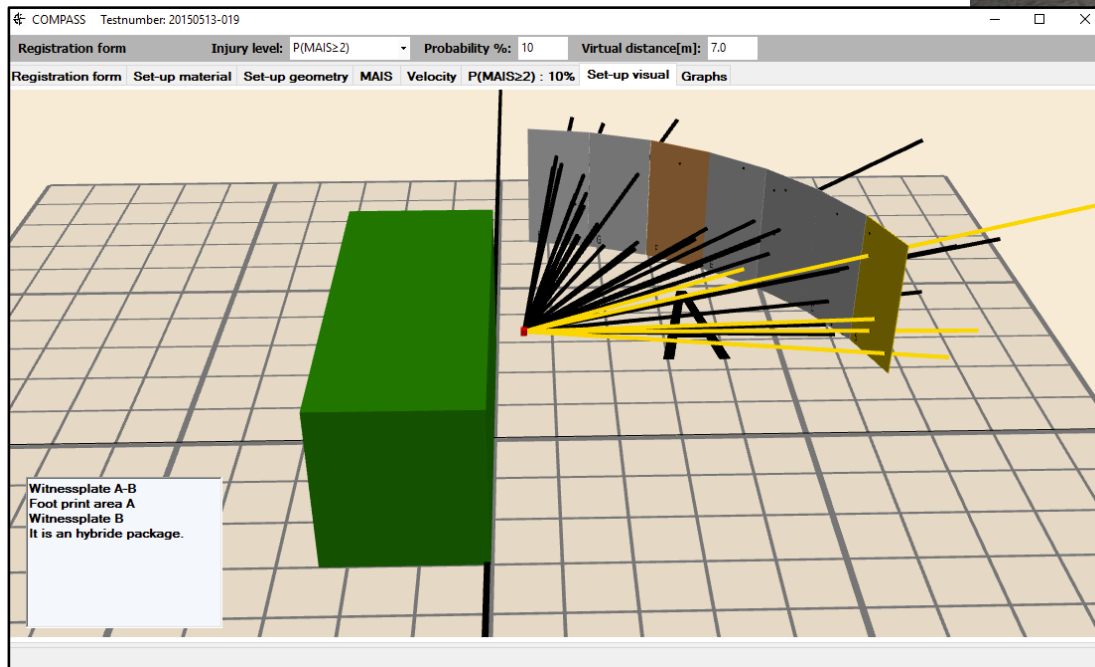 COMPASS Testnumber: 20150513-019
Registration form Injury level: P(MAIS≥2) Probability %: 10 Virtual distance[m]: 7.0
Registration form Set-up material Set-up geometry MAIS Velocity P(MAIS≥2) : 10% Set-up visual Graphs
Witnessplate A-B
Foot print area A
Witnessplate B
It is an hybride package.